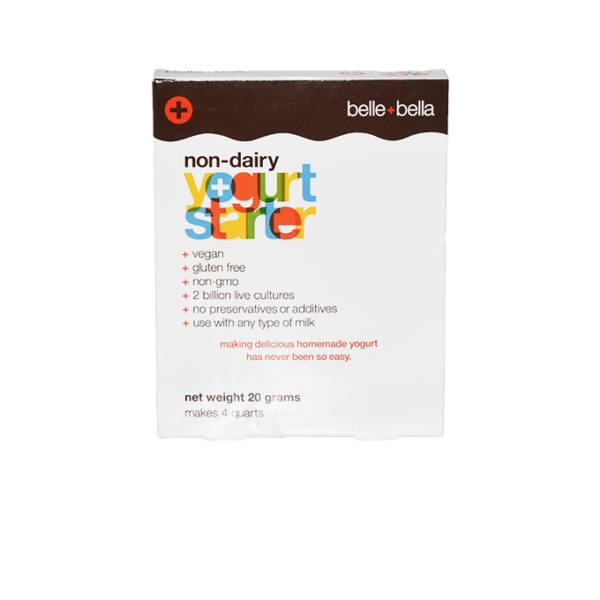 belle+bella
non-dairy
yogurt
starter
+ vegan
+ gluten free
+ non-gmo
+ 2 billion live cultures
+ no preservatives or additives
+ use with any type of milk
making delicious homemade yogurt
has never been so easy.
net weight 20 grams
makes 4 quarts